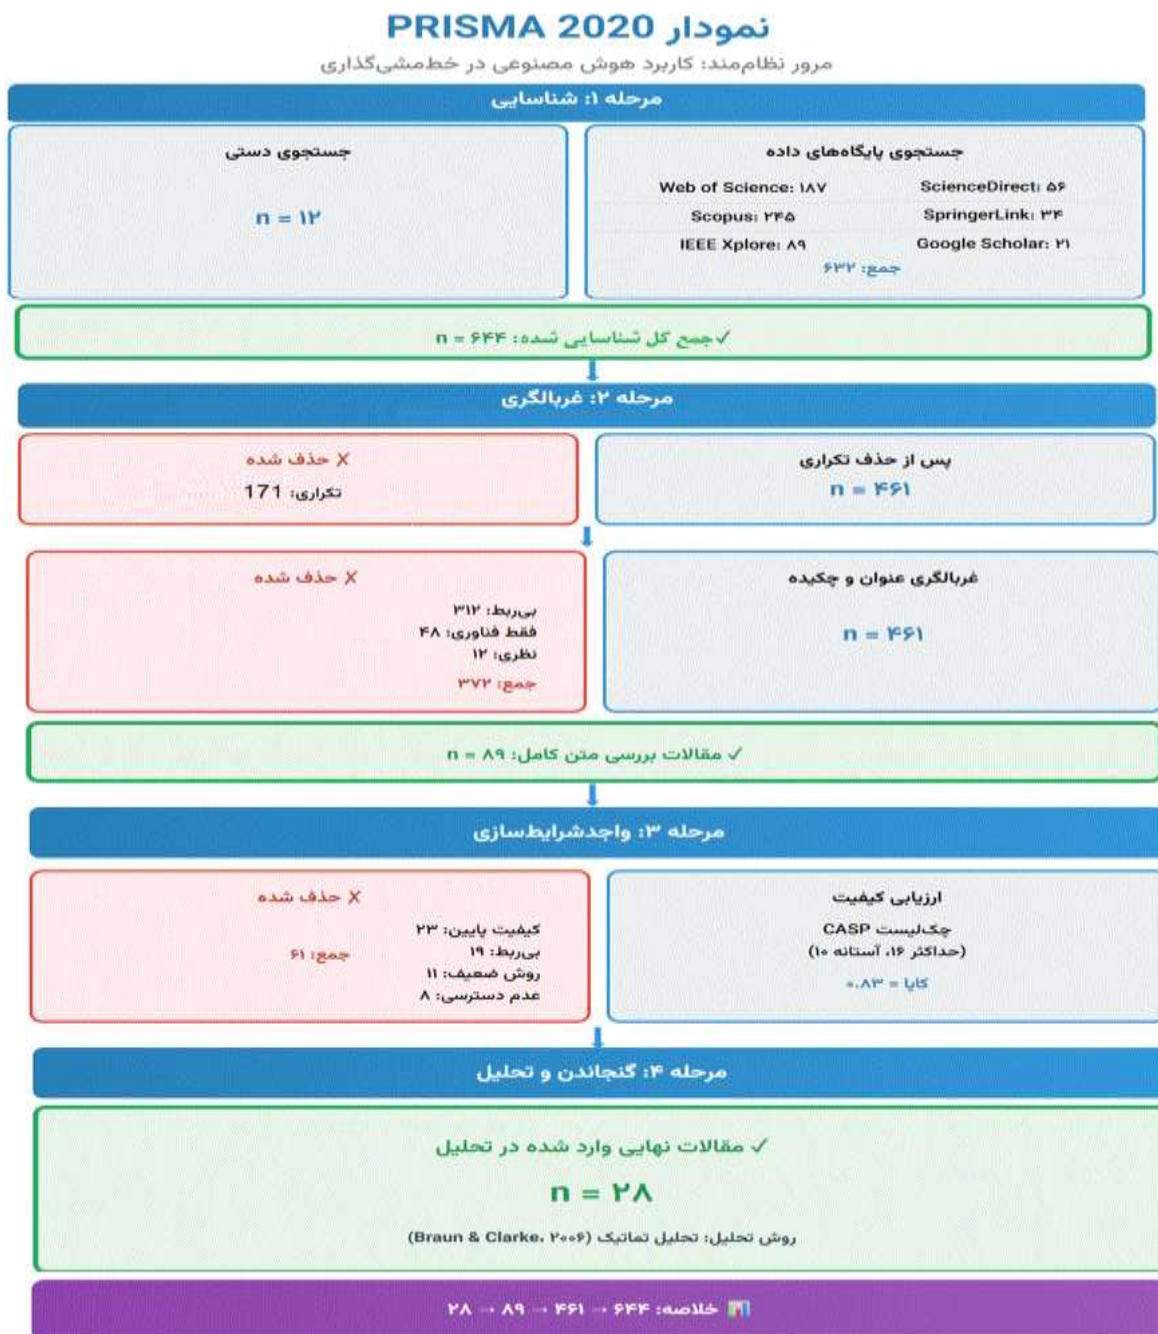 نمودار PRISMA 2020
مرور نظام‌مند: کاربرد هوش مصنوعی در خط‌مشی‌گذاری
مرحله ۱: شناسایی
جستجوی پایگاه‌های داده
Web of Science: ۱۸۷
ScienceDirect: ۵۶
Scopus: ۲۴۵
SpringerLink: ۳۴
IEEE Xplore: ۸۹
Google Scholar: ۲۱
جمع: ۶۳۲
جستجوی دستی
n = ۱۲
✓ جمع کل شناسایی شده: n = ۶۴۴
مرحله ۲: غربالگری
پس از حذف تکراری
n = ۴۶۱
✗ حذف شده
تکراری: 171
غربالگری عنوان و چکیده
n = ۴۶۱
✗ حذف شده
بی‌ربط: ۳۱۲
فقط فناوری: ۴۸
نظری: ۱۲
جمع: ۳۷۲
✓ مقالات بررسی متن کامل: n = ۸۹
مرحله ۳: واجدشرایط‌سازی
ارزیابی کیفیت
چک‌لیست CASP
(حداکثر ۱۶، آستانه ۱۰)
کاپا = ۰.۸۳
✗ حذف شده
کیفیت پایین: ۲۳
بی‌ربط: ۱۹
روش ضعیف: ۱۱
عدم دسترسی: ۸
جمع: ۶۱
مرحله ۴: گنجاندن و تحلیل
✓ مقالات نهایی وارد شده در تحلیل
n = ۲۸
روش تحلیل: تحلیل تماتیک (Braun & Clarke، ۲۰۰۶)
📊 خلاصه: ۶۴۴ → ۴۶۱ → ۸۹ → ۲۸